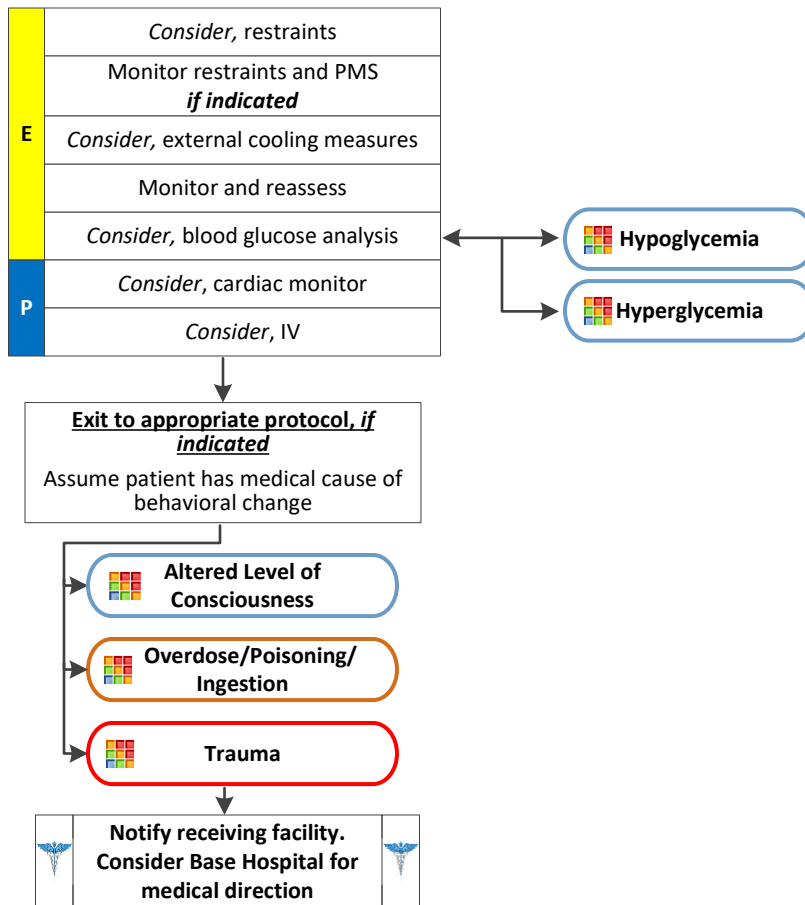 E
Consider, restraints
Monitor restraints and PMS
if indicated
Consider, external cooling measures
Monitor and reassess
Consider, blood glucose analysis
Hypoglycemia
Hyperglycemia
P
Consider, cardiac monitor
Consider, IV
Exit to appropriate protocol, if
indicated
Assume patient has medical cause of
behavioral change
Altered Level of
Consciousness
Overdose/Poisoning/
Ingestion
Trauma
Notify receiving facility.
Consider Base Hospital for
medical direction